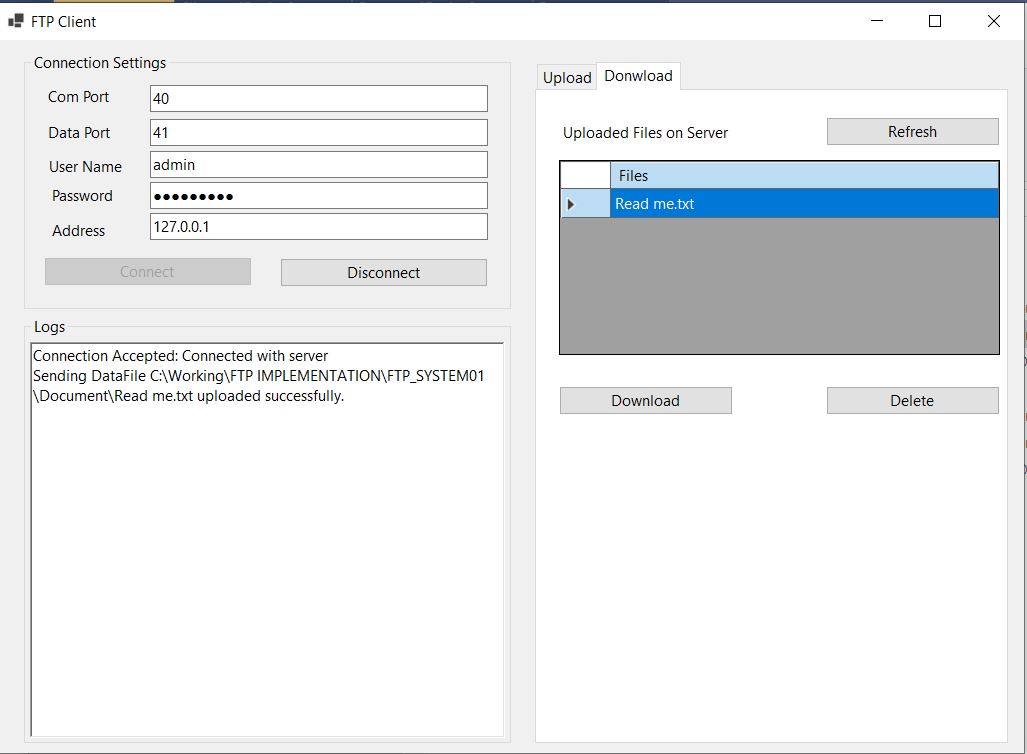 FTP Client
Connection Settings
Com Port 40
Data Port 41
User Name admin
Password ●●●●●●●●●
Address 127.0.0.1
Connect Disconnect
Logs
Connection Accepted: Connected with server
Sending DataFile C:\Working\FTP IMPLEMENTATION\FTP_SYSTEM01
\Document\Read me.txt uploaded successfully.
Upload Donwload
Uploaded Files on Server Refresh
Files
Read me.txt
Download Delete